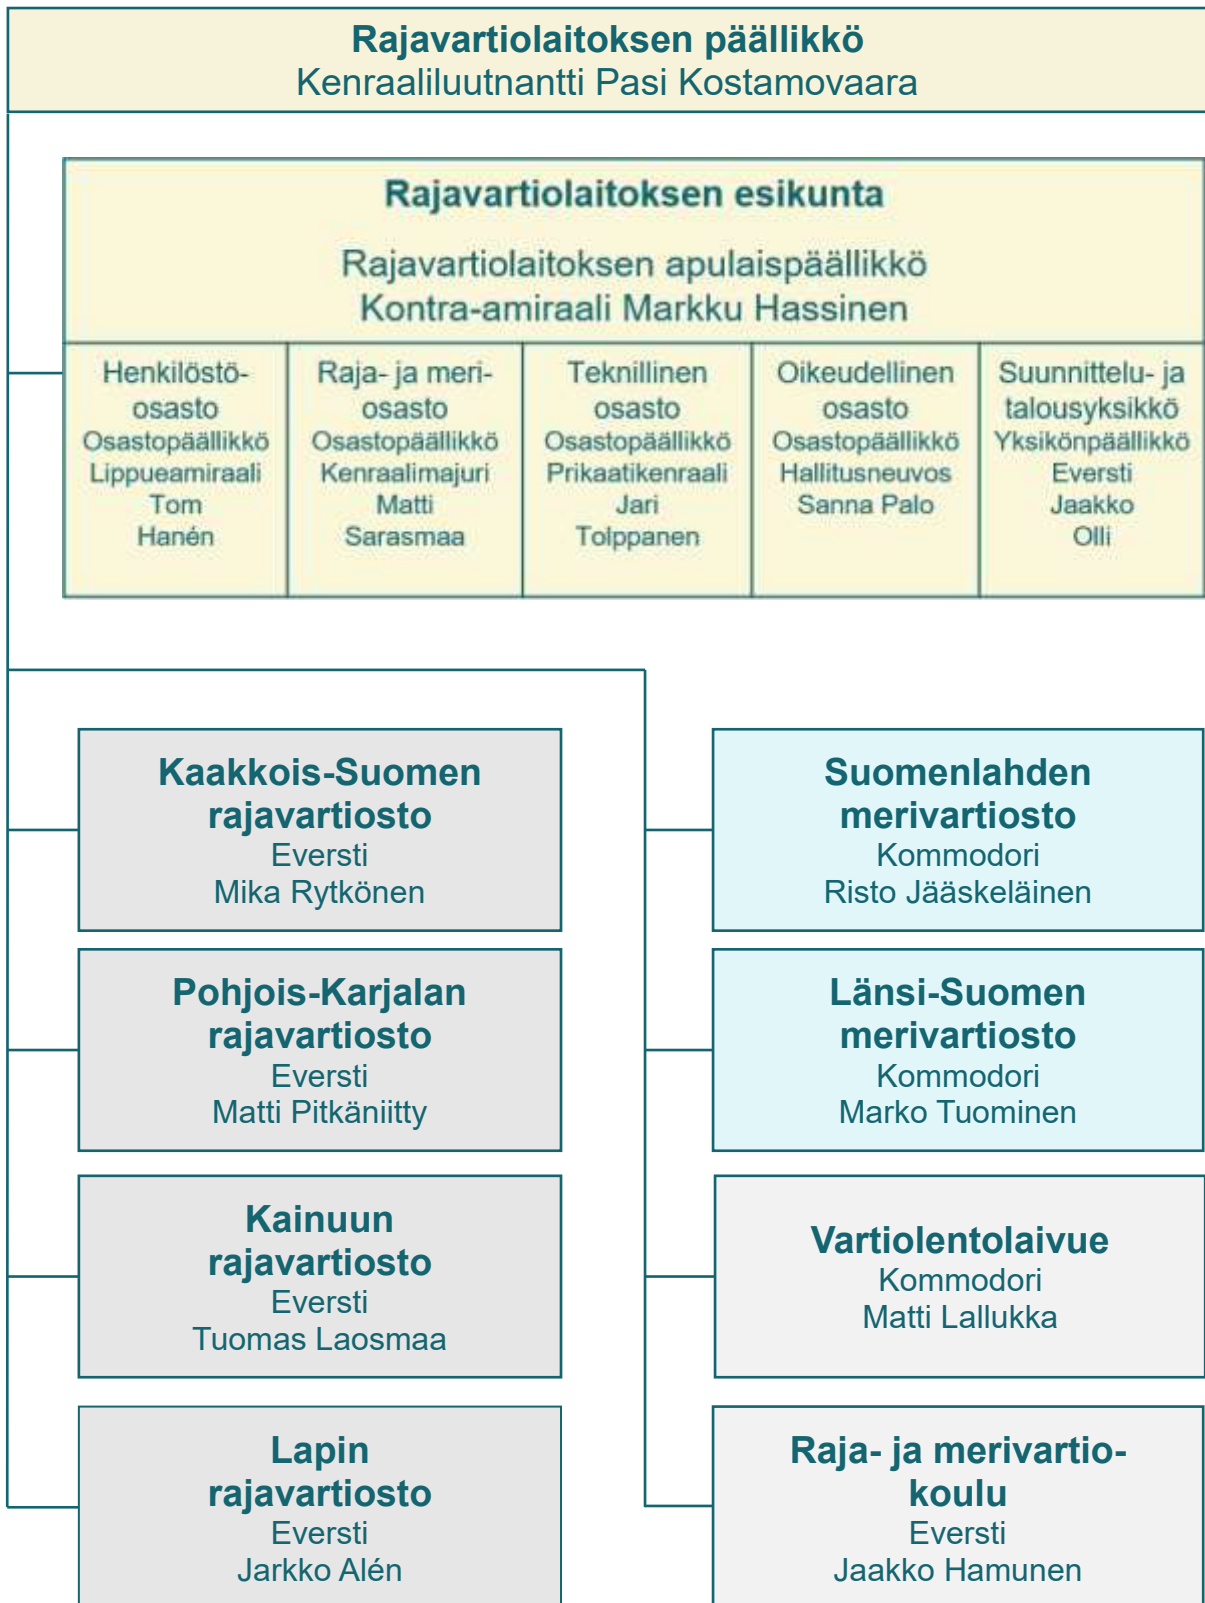 Rajavartiolaitoksen päällikkö
Kenraaliluutnantti Pasi Kostamovaara
Rajavartiolaitoksen esikunta
Rajavartiolaitoksen apulaispäällikkö
Kontra-amiraali Markku Hassinen
Henkilöstö-
osasto
Osastopäällikkö
Lippueamiraali
Tom
Hanén
Raja- ja meri-
osasto
Osastopäällikkö
Kenraalimajuri
Matti
Sarasmaa
Teknillinen
osasto
Osastopäällikkö
Prikaatikenraali
Jari
Tolppanen
Oikeudellinen
osasto
Osastopäällikkö
Hallitusneuvos
Sanna Palo
Suunnittelu- ja
talousyksikkö
Yksikönpäällikkö
Eversti
Jaakko
Olli
Kaakkois-Suomen
rajavartiosto
Eversti
Mika Rytkönen
Suomenlahden
merivartiosto
Kommodori
Risto Jääskeläinen
Pohjois-Karjalan
rajavartiosto
Eversti
Matti Pitkäniitty
Länsi-Suomen
merivartiosto
Kommodori
Marko Tuominen
Kainuun
rajavartiosto
Eversti
Tuomas Laosmaa
Vartiolentolaivue
Kommodori
Matti Lallukka
Lapin
rajavartiosto
Eversti
Jarkko Alén
Raja- ja merivartio-
koulu
Eversti
Jaakko Hamunen